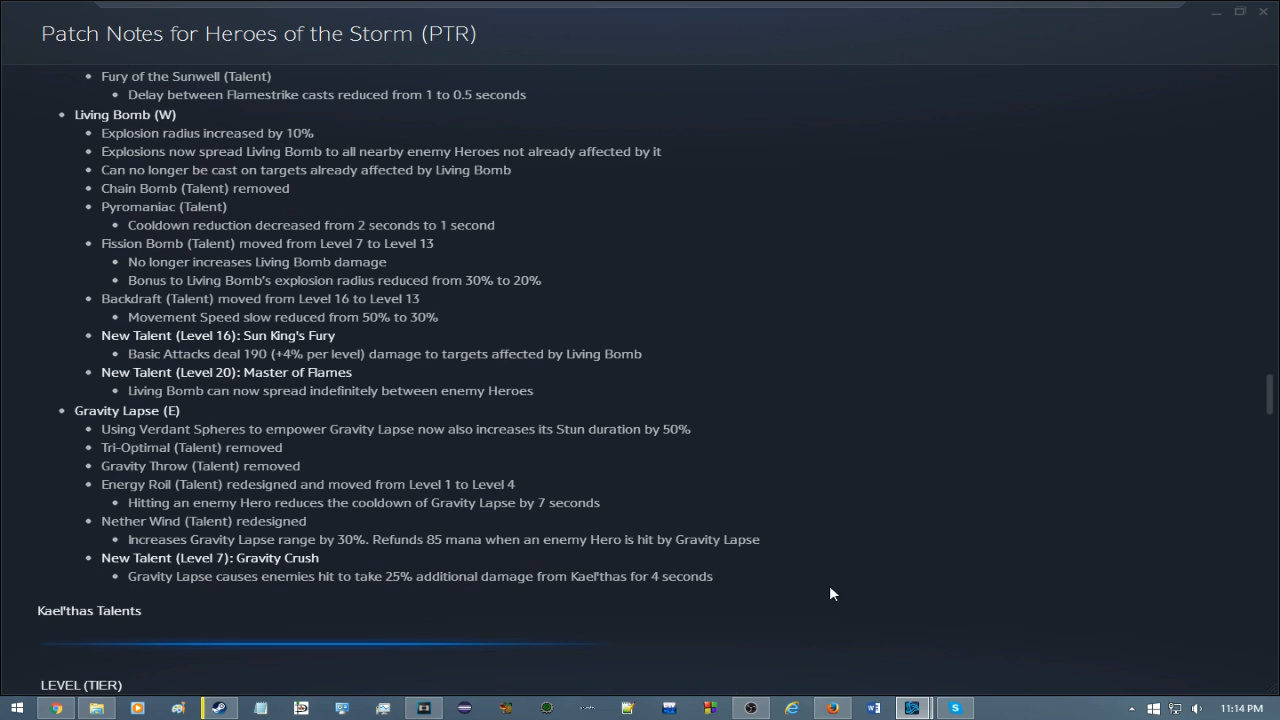 Patch Notes for Heroes of the Storm (PTR)
Fury of the Sunwell (Talent)
Delay between Flamestrike casts reduced from 1 to 0.5 seconds
Living Bomb (W)
Explosion radius increased by 10%
Explosions now spread Living Bomb to all nearby enemy Heroes not already affected by it
Can no longer be cast on targets already affected by Living Bomb
Chain Bomb (Talent) removed
Pyromaniac (Talent)
Cooldown reduction decreased from 2 seconds to 1 second
Fission Bomb (Talent) moved from Level 7 to Level 13
No longer increases Living Bomb damage
Bonus to Living Bomb's explosion radius reduced from 30% to 20%
Backdraft (Talent) moved from Level 16 to Level 13
Movement Speed slow reduced from 50% to 30%
New Talent (Level 16): Sun King's Fury
Basic Attacks deal 190 (+4% per level) damage to targets affected by Living Bomb
New Talent (Level 20): Master of Flames
Living Bomb can now spread indefinitely between enemy Heroes
Gravity Lapse (E)
Using Verdant Spheres to empower Gravity Lapse now also increases its Stun duration by 50%
Tri-Optimal (Talent) removed
Gravity Throw (Talent) removed
Energy Roil (Talent) redesigned and moved from Level 1 to Level 4
Hitting an enemy Hero reduces the cooldown of Gravity Lapse by 7 seconds
Nether Wind (Talent) redesigned
Increases Gravity Lapse range by 30%. Refunds 85 mana when an enemy Hero is hit by Gravity Lapse
New Talent (Level 7): Gravity Crush
Gravity Lapse causes enemies hit to take 25% additional damage from Kael'thas for 4 seconds
Kael'thas Talents
LEVEL (TIER)
11:14 PM